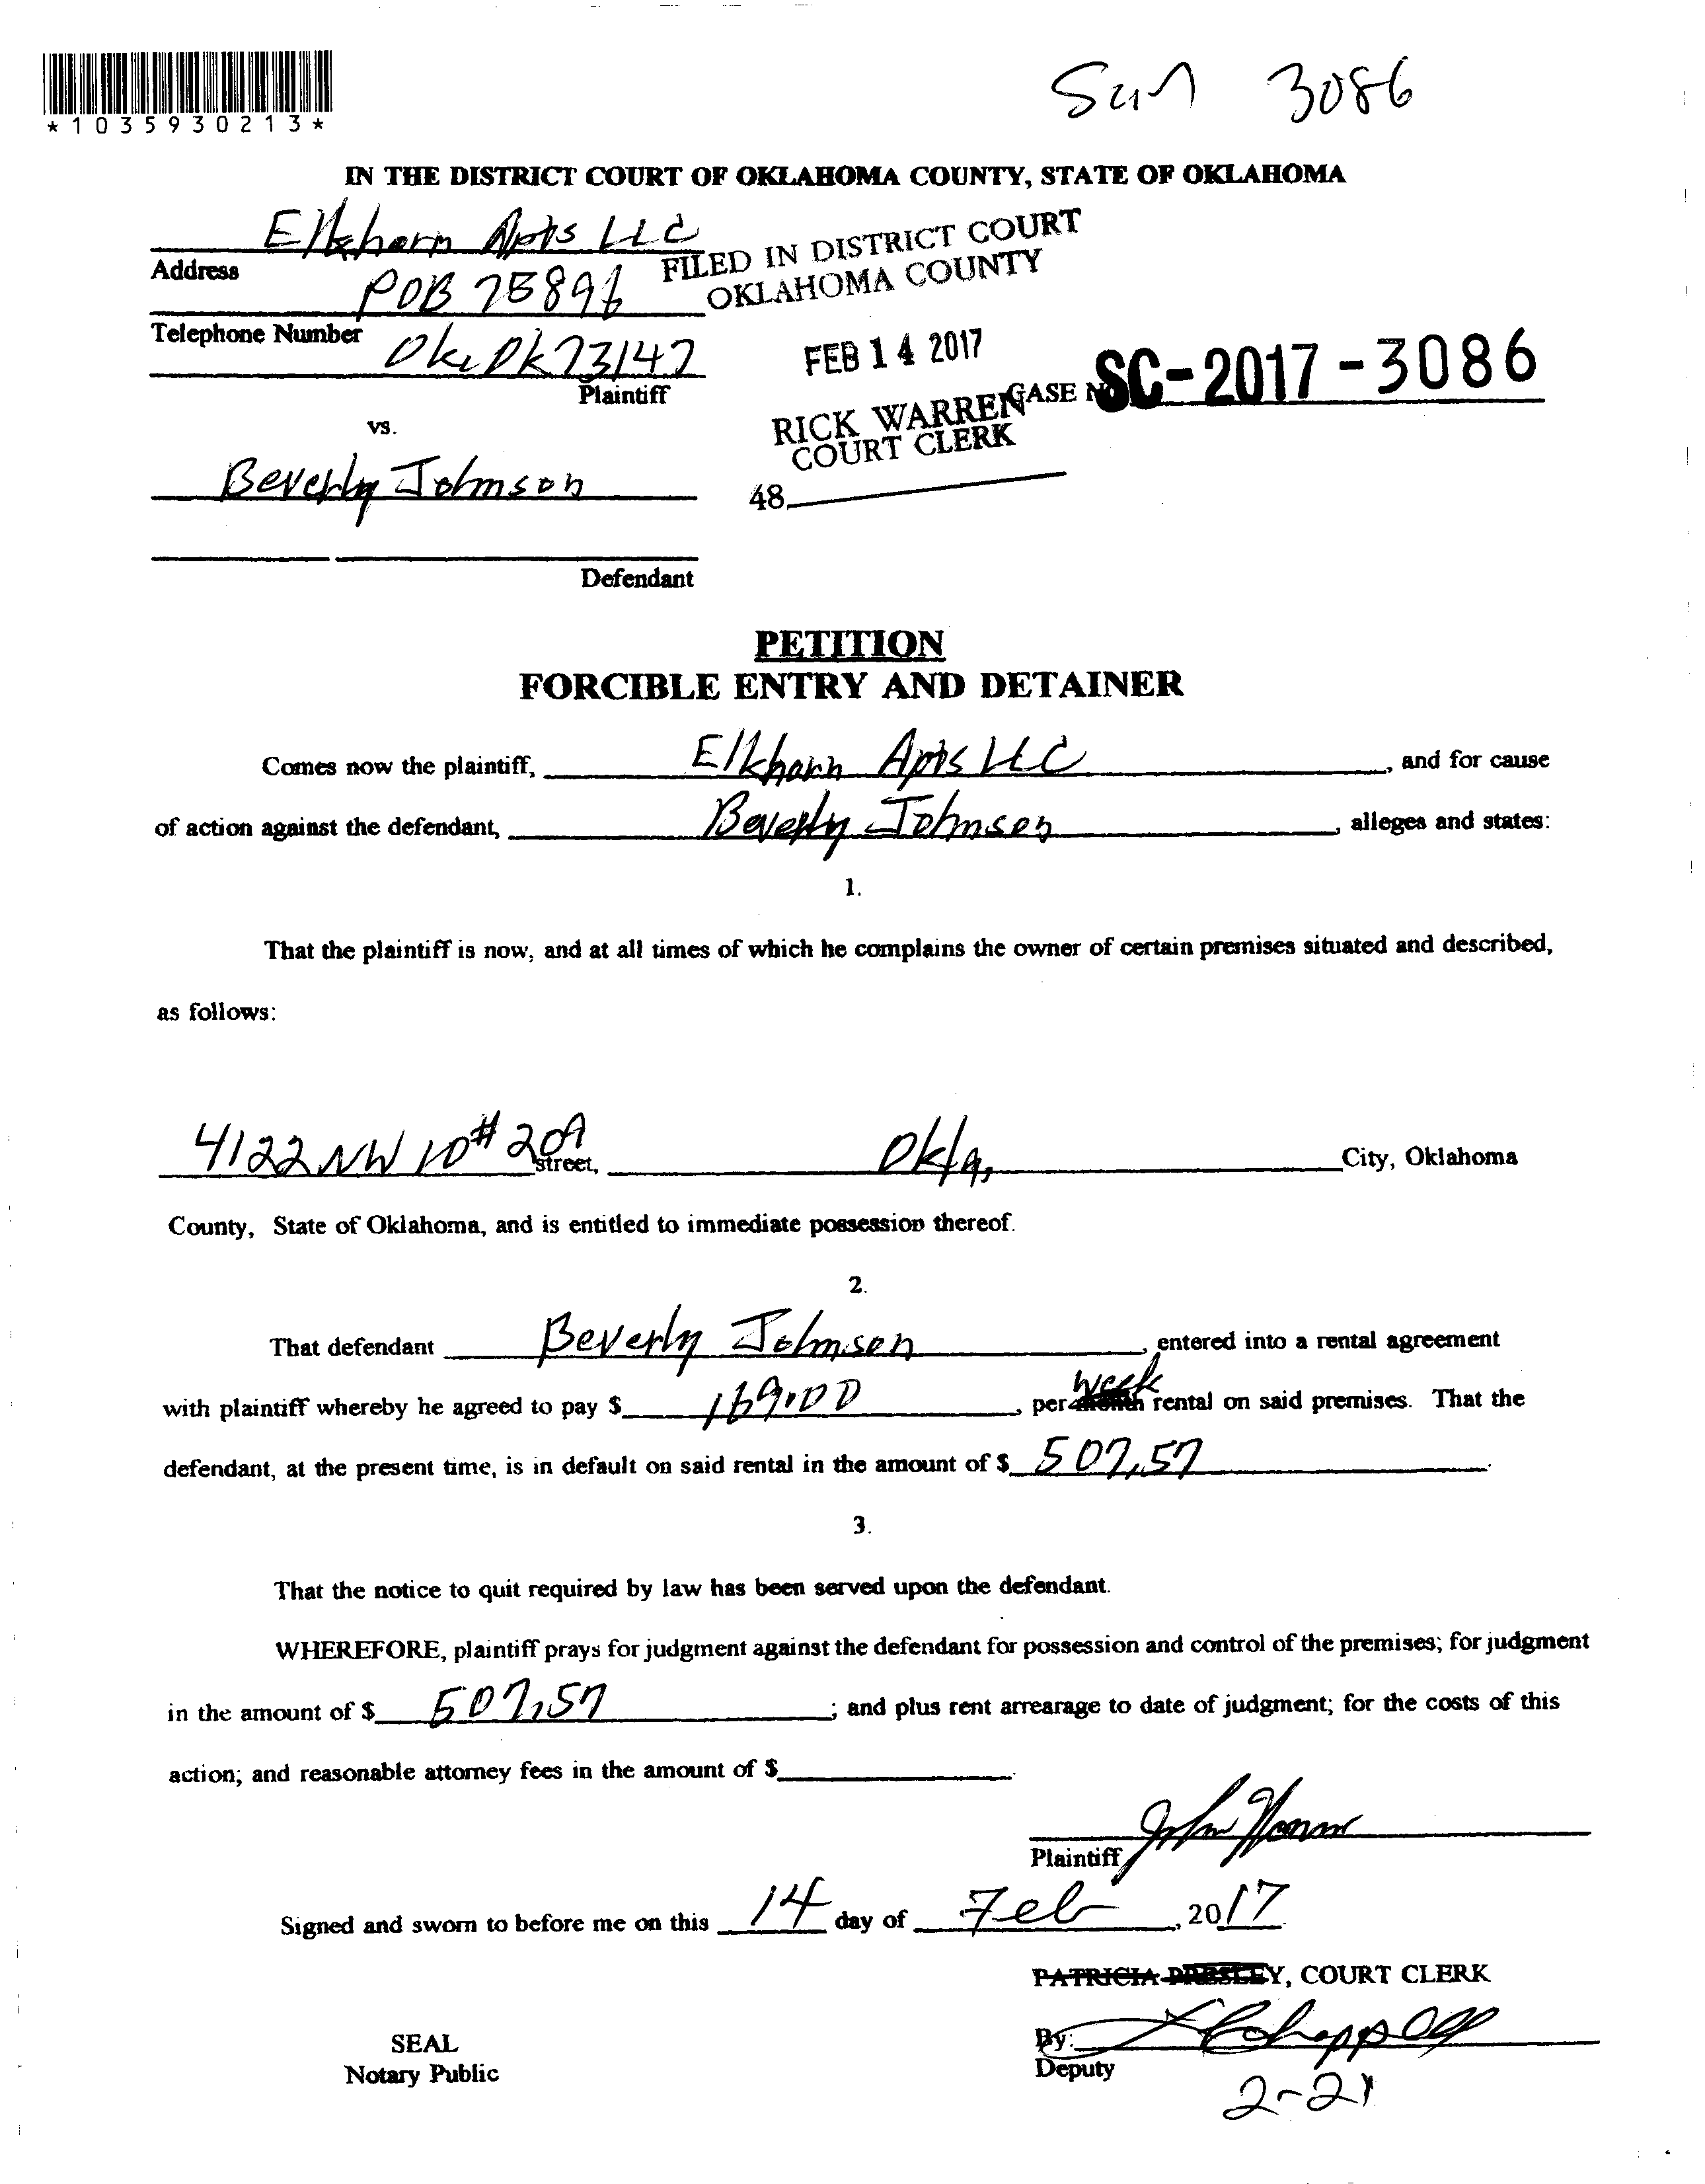 *1035930213*
3086
IN THE DISTRICT COURT OF OKLAHOMA COUNTY, STATE OF OKLAHOMA
Elkhorn Apts LLC
FILED IN DISTRICT COURT
OKLAHOMA COUNTY
Address
POB
Telephone Number
73147
Plaintiff
FEB 14 2017
CASE NO. SC-2017-3086
RICK WARREN
COURT CLERK
48
vs.
Beverly Johnson
Defendant
PETITION
FORCIBLE ENTRY AND DETAINER
Comes now the plaintiff, Elkhorn Apts LLC, and for cause
of action against the defendant, Beverly Johnson, alleges and states:
1.
That the plaintiff is now, and at all times of which he complains the owner of certain premises situated and described,
as follows:
4122 NW 10 # street, Okla, City, Oklahoma
County, State of Oklahoma, and is entitled to immediate possession thereof.
2.
That defendant Beverly Johnson, entered into a rental agreement
with plaintiff whereby he agreed to pay $ 169.00, per month week rental on said premises. That the
defendant, at the present time, is in default on said rental in the amount of $ 507,57.
3.
That the notice to quit required by law has been served upon the defendant.
WHEREFORE, plaintiff prays for judgment against the defendant for possession and control of the premises; for judgment
in the amount of $ 507,57; and plus rent arrearage to date of judgment; for the costs of this
action; and reasonable attorney fees in the amount of $ .
Plaintiff
Signed and sworn to before me on this 14 day of Feb, 2017.
PATRICIA PRESLEY, COURT CLERK
SEAL
Notary Public
By:
Deputy
2-21